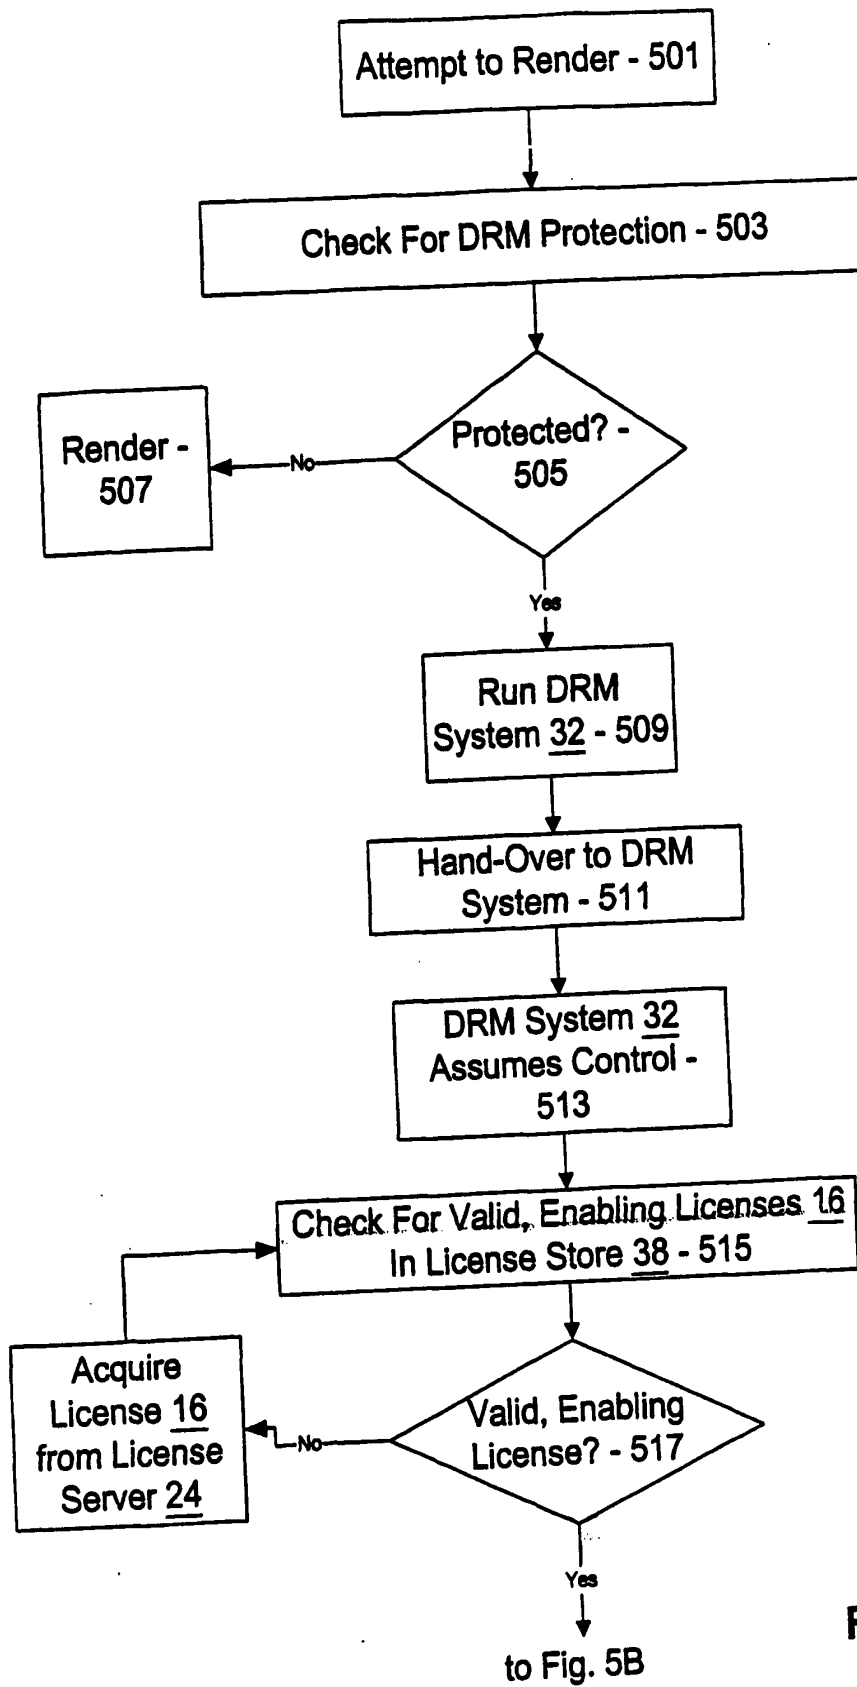 Attempt to Render - 501
Check For DRM Protection - 503
Protected? -
505
No
Render -
507
Yes
Run DRM
System 32 - 509
Hand-Over to DRM
System - 511
DRM System 32
Assumes Control -
513
Check For Valid, Enabling Licenses 16
In License Store 38 - 515
Valid, Enabling
License? - 517
No
Acquire
License 16
from License
Server 24
Yes
to Fig. 5B